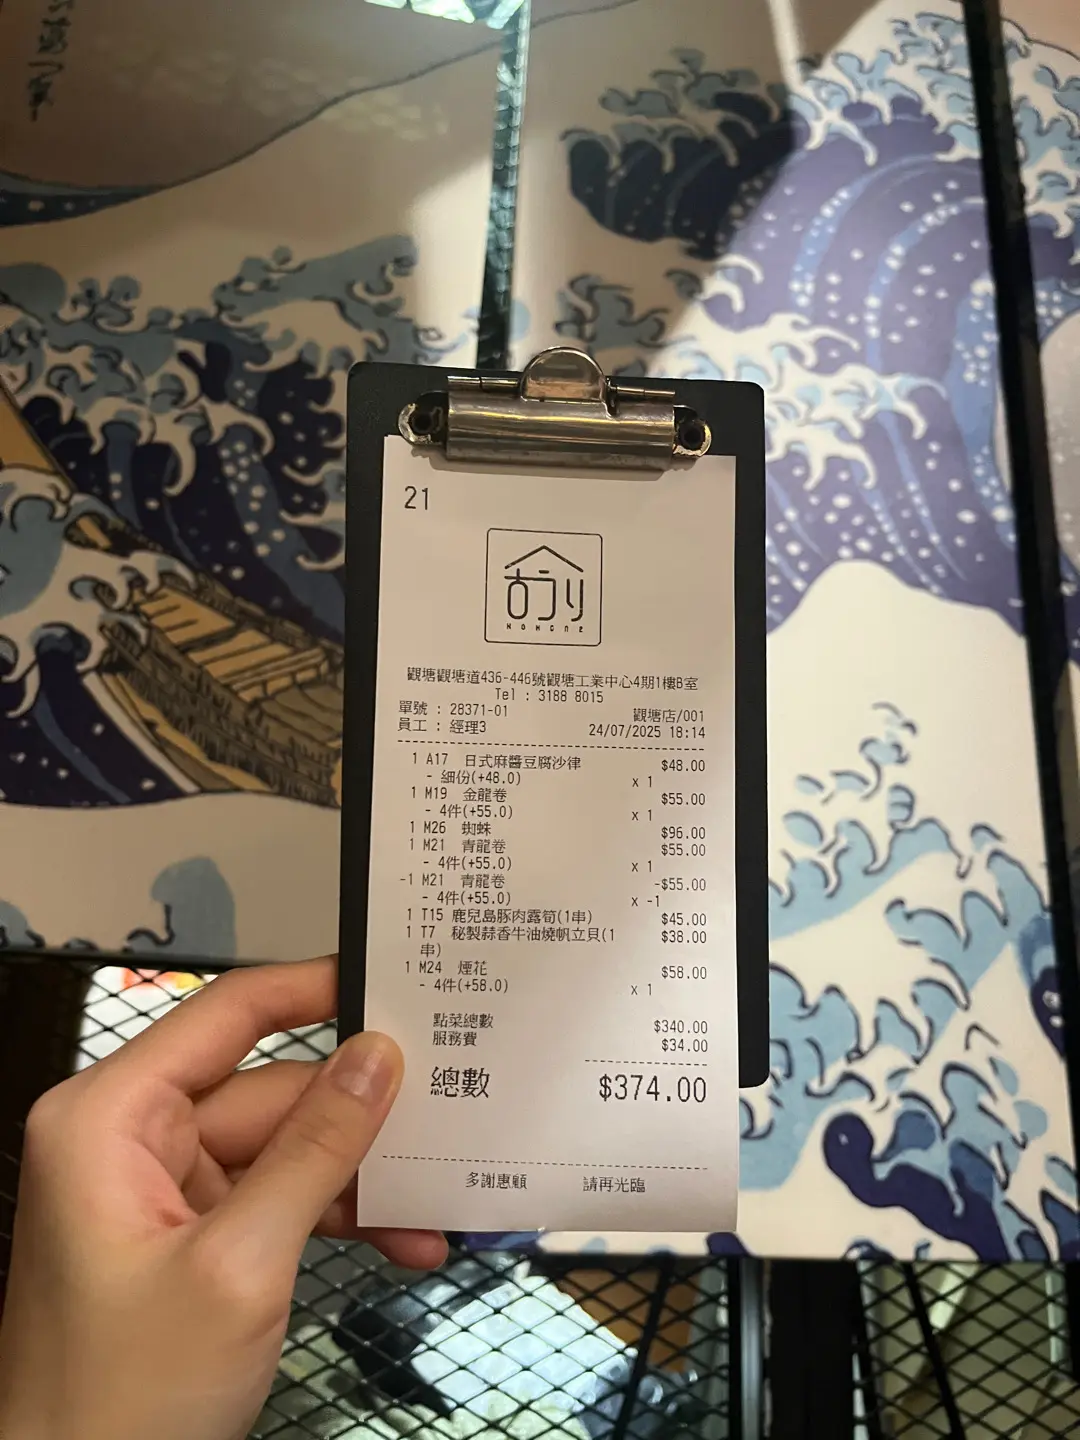 21
HONGNE
觀塘觀塘道436-446號觀塘工業中心4期1樓B室
Tel : 3188 8015
單號 : 28371-01 觀塘店/001
員工 : 經理3 24/07/2025 18:14
1 A17 日式麻醬豆腐沙律 $48.00
- 細份(+48.0) x 1
1 M19 金龍卷 $55.00
- 4件(+55.0) x 1
1 M26 蜘蛛 $96.00
1 M21 青龍卷 $55.00
- 4件(+55.0) x 1
-1 M21 青龍卷 -$55.00
- 4件(+55.0) x -1
1 T15 鹿兒島豚肉露筍(1串) $45.00
1 T7 秘製蒜香牛油燒帆立貝(1 $38.00
串)
1 M24 煙花 $58.00
- 4件(+58.0) x 1
點菜總數 $340.00
服務費 $34.00
總數 $374.00
多謝惠顧 請再光臨